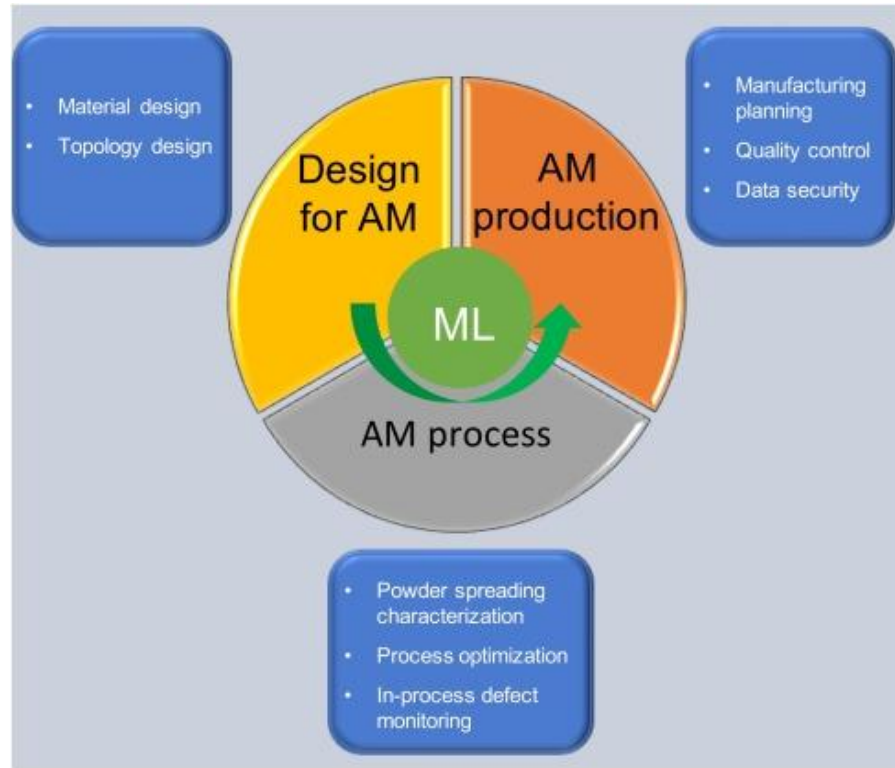 • Material design
• Topology design
Design
for AM
AM
production
• Manufacturing
planning
• Quality control
• Data security
ML
AM process
• Powder spreading
characterization
• Process optimization
• In-process defect
monitoring